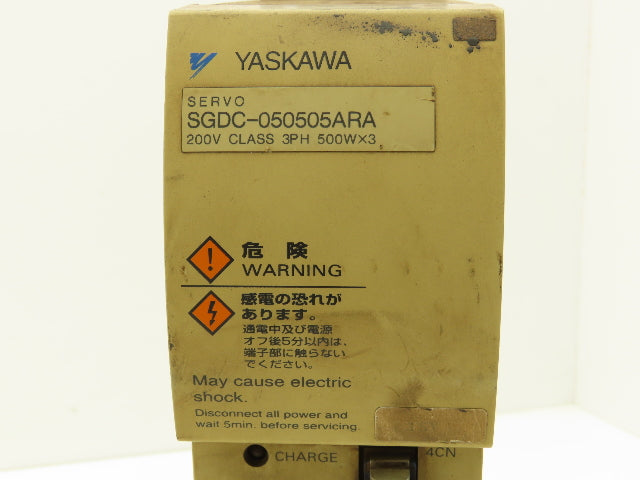 YASKAWA
SERVO
SGDC-050505ARA
200V CLASS 3PH 500W×3
危険
WARNING
感電の恐れが
あります。
通電中及び電源
オフ後5分以内は、
端子部に触らない
でください。
May cause electric
shock.
Disconnect all power and
wait 5min. before servicing.
CHARGE
4CN